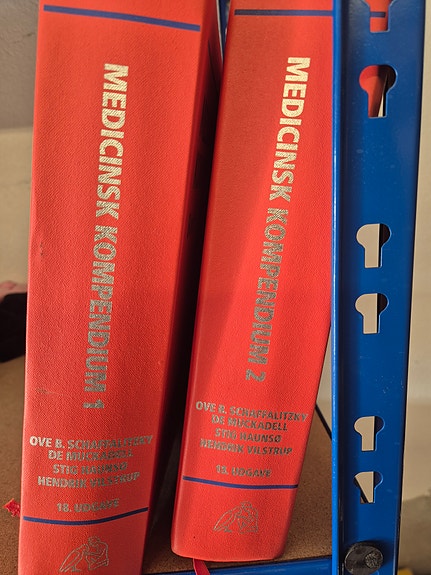 MEDICINSK KOMPENDIUM 1
OVE B. SCHAFFALITZKY
DE MUCKADELL
STIG HAUNSØ
HENDRIK VILSTRUP
18. UDGAVE
MEDICINSK KOMPENDIUM 2
OVE B. SCHAFFALITZKY
DE MUCKADELL
STIG HAUNSØ
HENDRIK VILSTRUP
18. UDGAVE